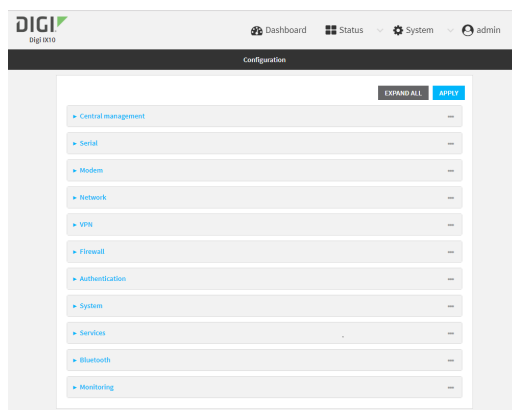 DIGI
Digi IX10
Dashboard Status System admin
Configuration
EXPAND ALL APPLY
Central management
Serial
Modem
Network
VPN
Firewall
Authentication
System
Services
Bluetooth
Monitoring